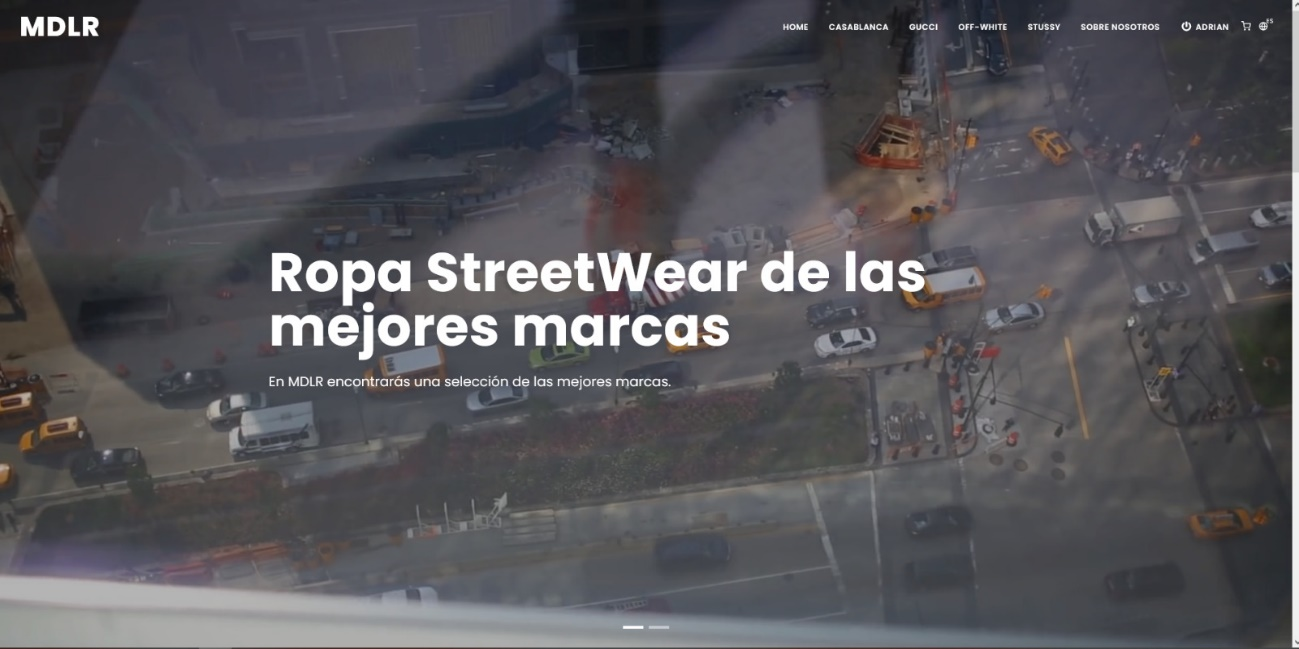 MDLR
HOME CASABLANCA GUCCI OFF-WHITE STUSSY SOBRE NOSOTROS ADRIAN ES
Ropa StreetWear de las
mejores marcas
En MDLR encontrarás una selección de las mejores marcas.